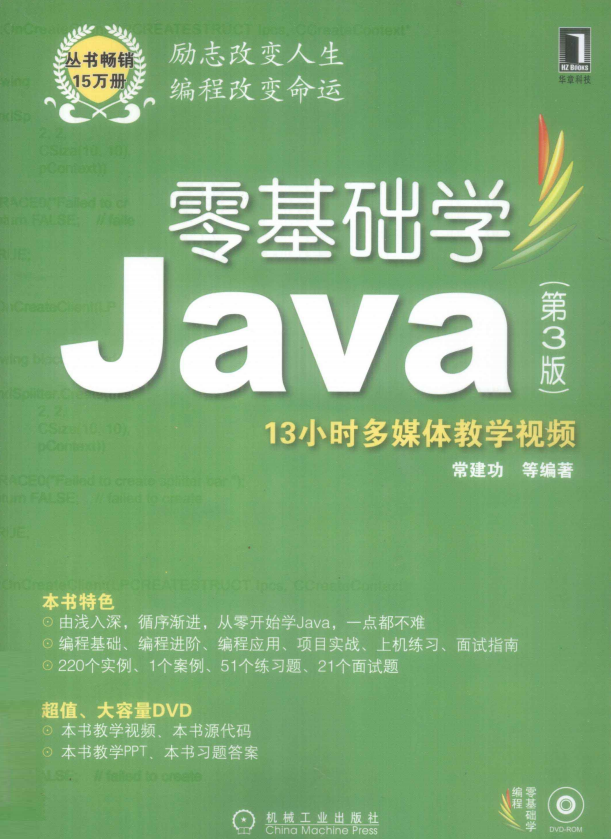 丛书畅销
15万册
励志改变人生
编程改变命运
HZ Books
华章科技
零基础学
Java
(第3版)
13小时多媒体教学视频
常建功 等编著
本书特色
由浅入深，循序渐进，从零开始学Java，一点都不难
编程基础、编程进阶、编程应用、项目实战、上机练习、面试指南
220个实例、1个案例、51个练习题、21个面试题
超值、大容量DVD
本书教学视频、本书源代码
本书教学PPT、本书习题答案
// failed to create
机械工业出版社
China Machine Press
零基础学
编程
DVD-ROM